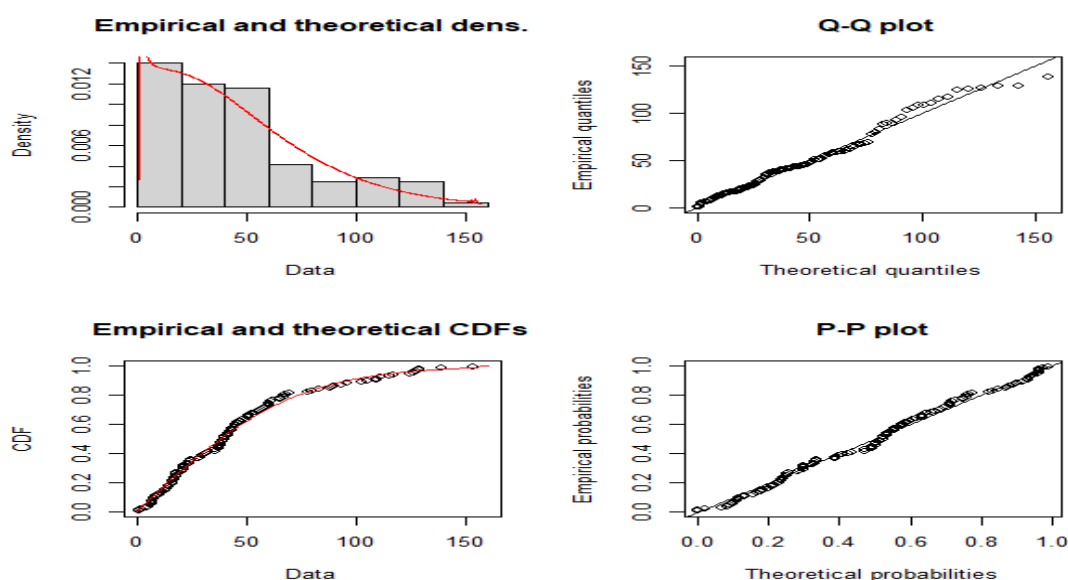 Empirical and theoretical dens.
Density
0.000 0.006 0.012
0 50 100 150
Data
Q-Q plot
Empirical quantiles
0 50 100 150
0 50 100 150
Theoretical quantiles
Empirical and theoretical CDFs
CDF
0.0 0.2 0.4 0.6 0.8 1.0
0 50 100 150
Data
P-P plot
Empirical probabilities
0.0 0.2 0.4 0.6 0.8 1.0
0.0 0.2 0.4 0.6 0.8 1.0
Theoretical probabilities